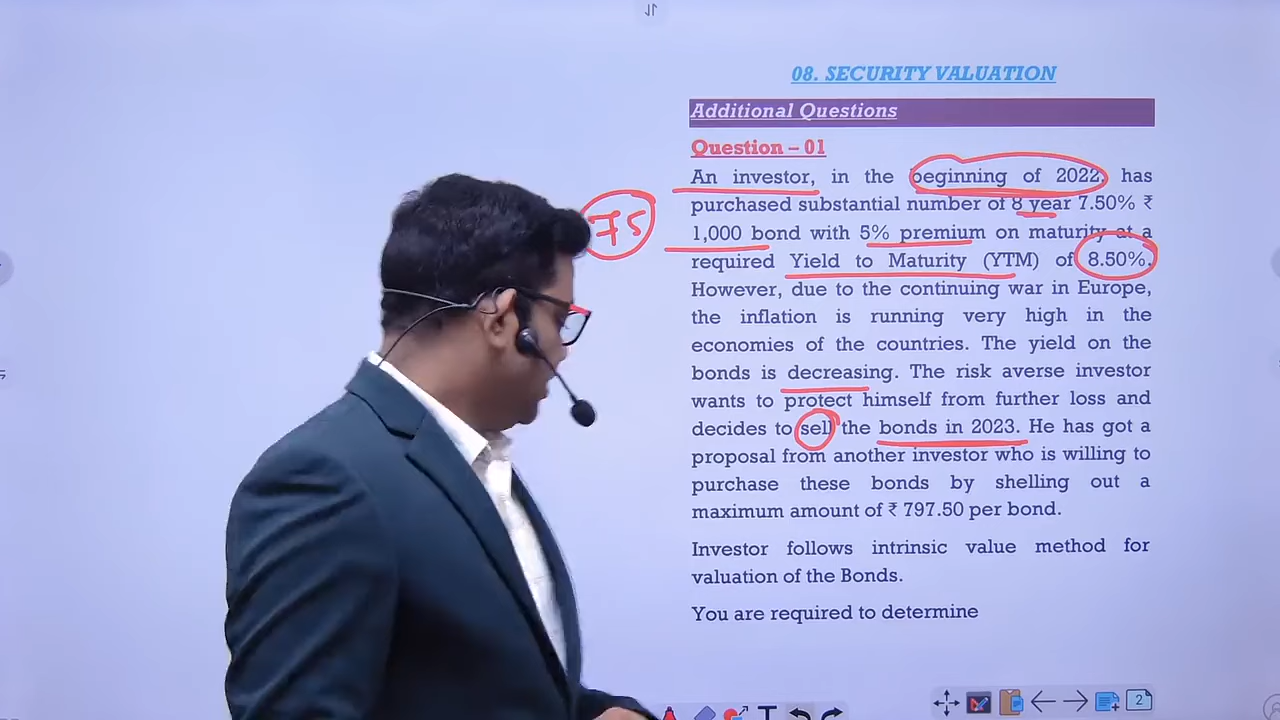 08. SECURITY VALUATION
Additional Questions
Question – 01
An investor, in the beginning of 2022, has
purchased substantial number of 8 year 7.50% ₹
1,000 bond with 5% premium on maturity at a
required Yield to Maturity (YTM) of 8.50%.
However, due to the continuing war in Europe,
the inflation is running very high in the
economies of the countries. The yield on the
bonds is decreasing. The risk averse investor
wants to protect himself from further loss and
decides to sell the bonds in 2023. He has got a
proposal from another investor who is willing to
purchase these bonds by shelling out a
maximum amount of ₹ 797.50 per bond.
Investor follows intrinsic value method for
valuation of the Bonds.
You are required to determine
75
2